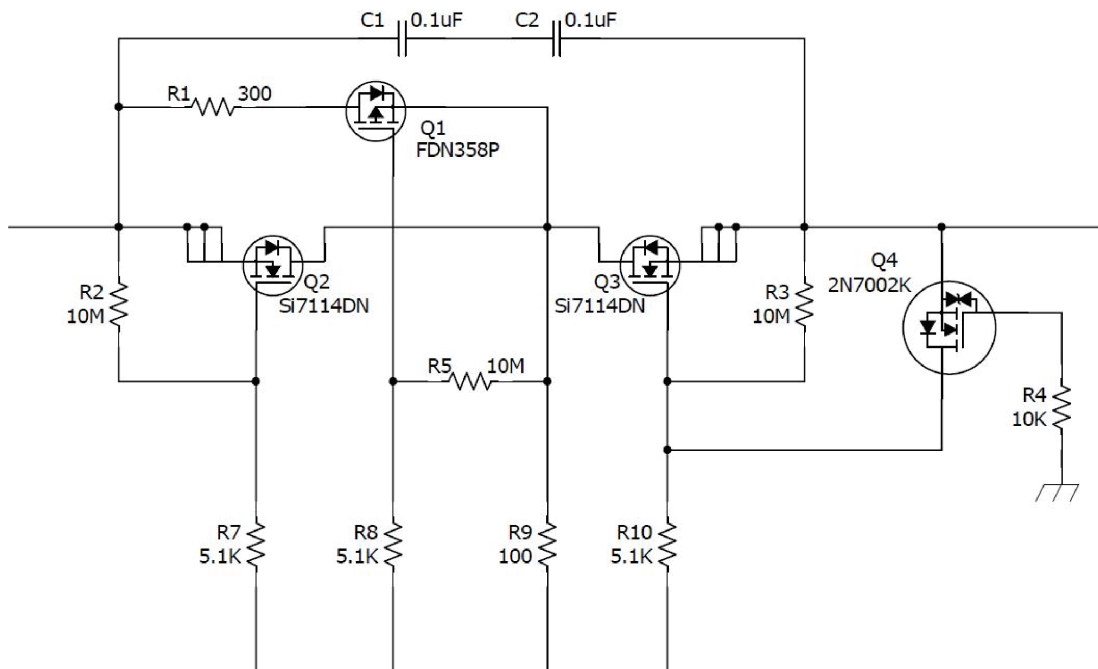 C1 0.1uF C2 0.1uF
R1 300
Q1
FDN358P
Q2
Si7114DN
Q3
Si7114DN
Q4
2N7002K
R2
10M
R3
10M
R5 10M
R4
10K
R7
5.1K
R8
5.1K
R9
100
R10
5.1K